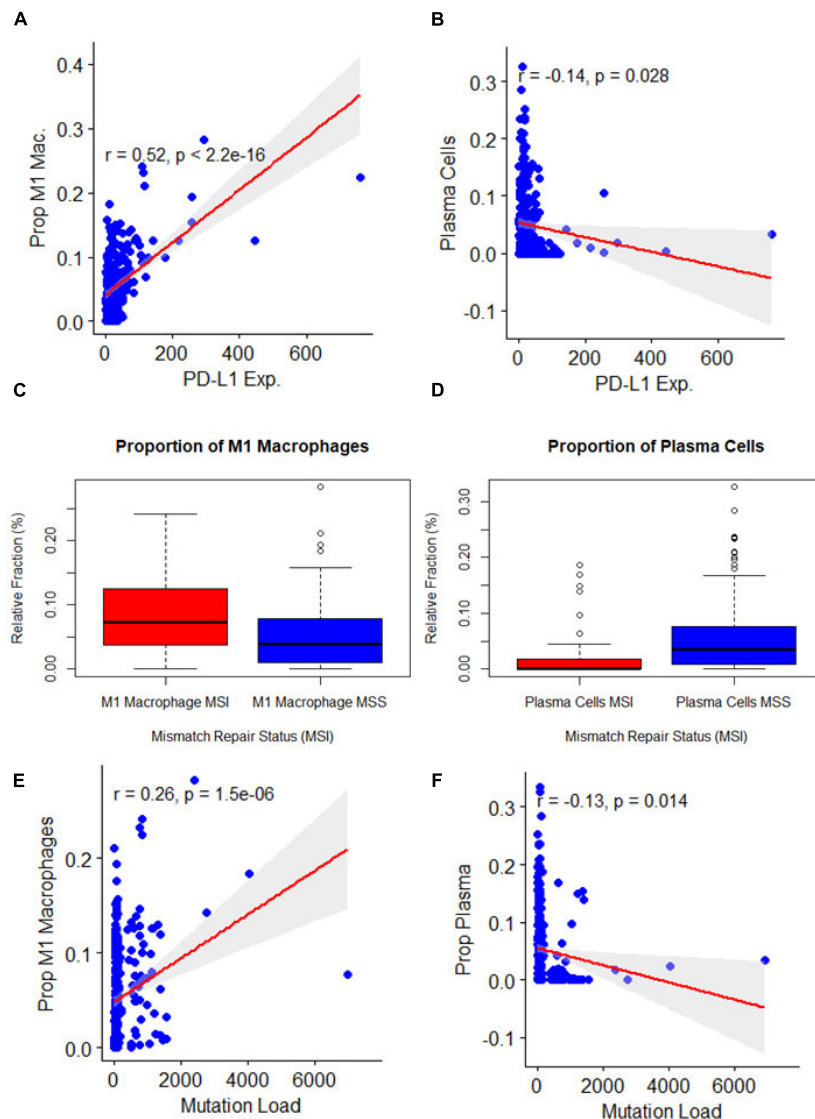 A
r = 0.52, p < 2.2e-16
Prop M1 Mac.
0.4
0.3
0.2
0.1
0.0
0 200 400 600
PD-L1 Exp.
B
r = -0.14, p = 0.028
Plasma Cells
0.3
0.2
0.1
0.0
-0.1
0 200 400 600
PD-L1 Exp.
C
Proportion of M1 Macrophages
Relative Fraction (%)
0.20
0.10
0.00
M1 Macrophage MSI M1 Macrophage MSS
Mismatch Repair Status (MSI)
D
Proportion of Plasma Cells
Relative Fraction (%)
0.30
0.20
0.10
0.00
Plasma Cells MSI Plasma Cells MSS
Mismatch Repair Status (MSI)
E
r = 0.26, p = 1.5e-06
Prop M1 Macrophages
0.2
0.1
0.0
0 2000 4000 6000
Mutation Load
F
r = -0.13, p = 0.014
Prop Plasma
0.3
0.2
0.1
0.0
-0.1
0 2000 4000 6000
Mutation Load